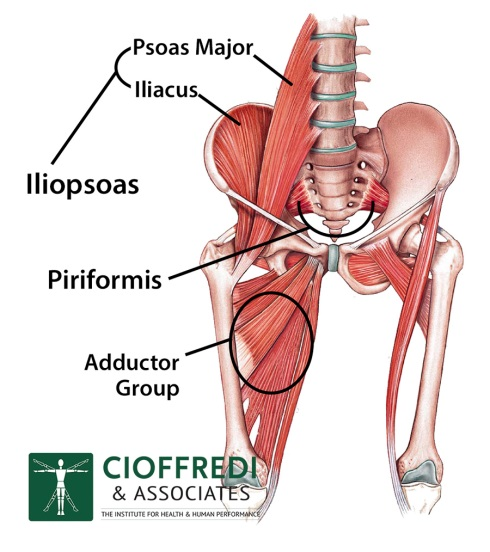 Psoas Major
Iliacus
Iliopsoas
Piriformis
Adductor
Group
CIOFFREDI
& ASSOCIATES
THE INSTITUTE FOR HEALTH & HUMAN PERFORMANCE